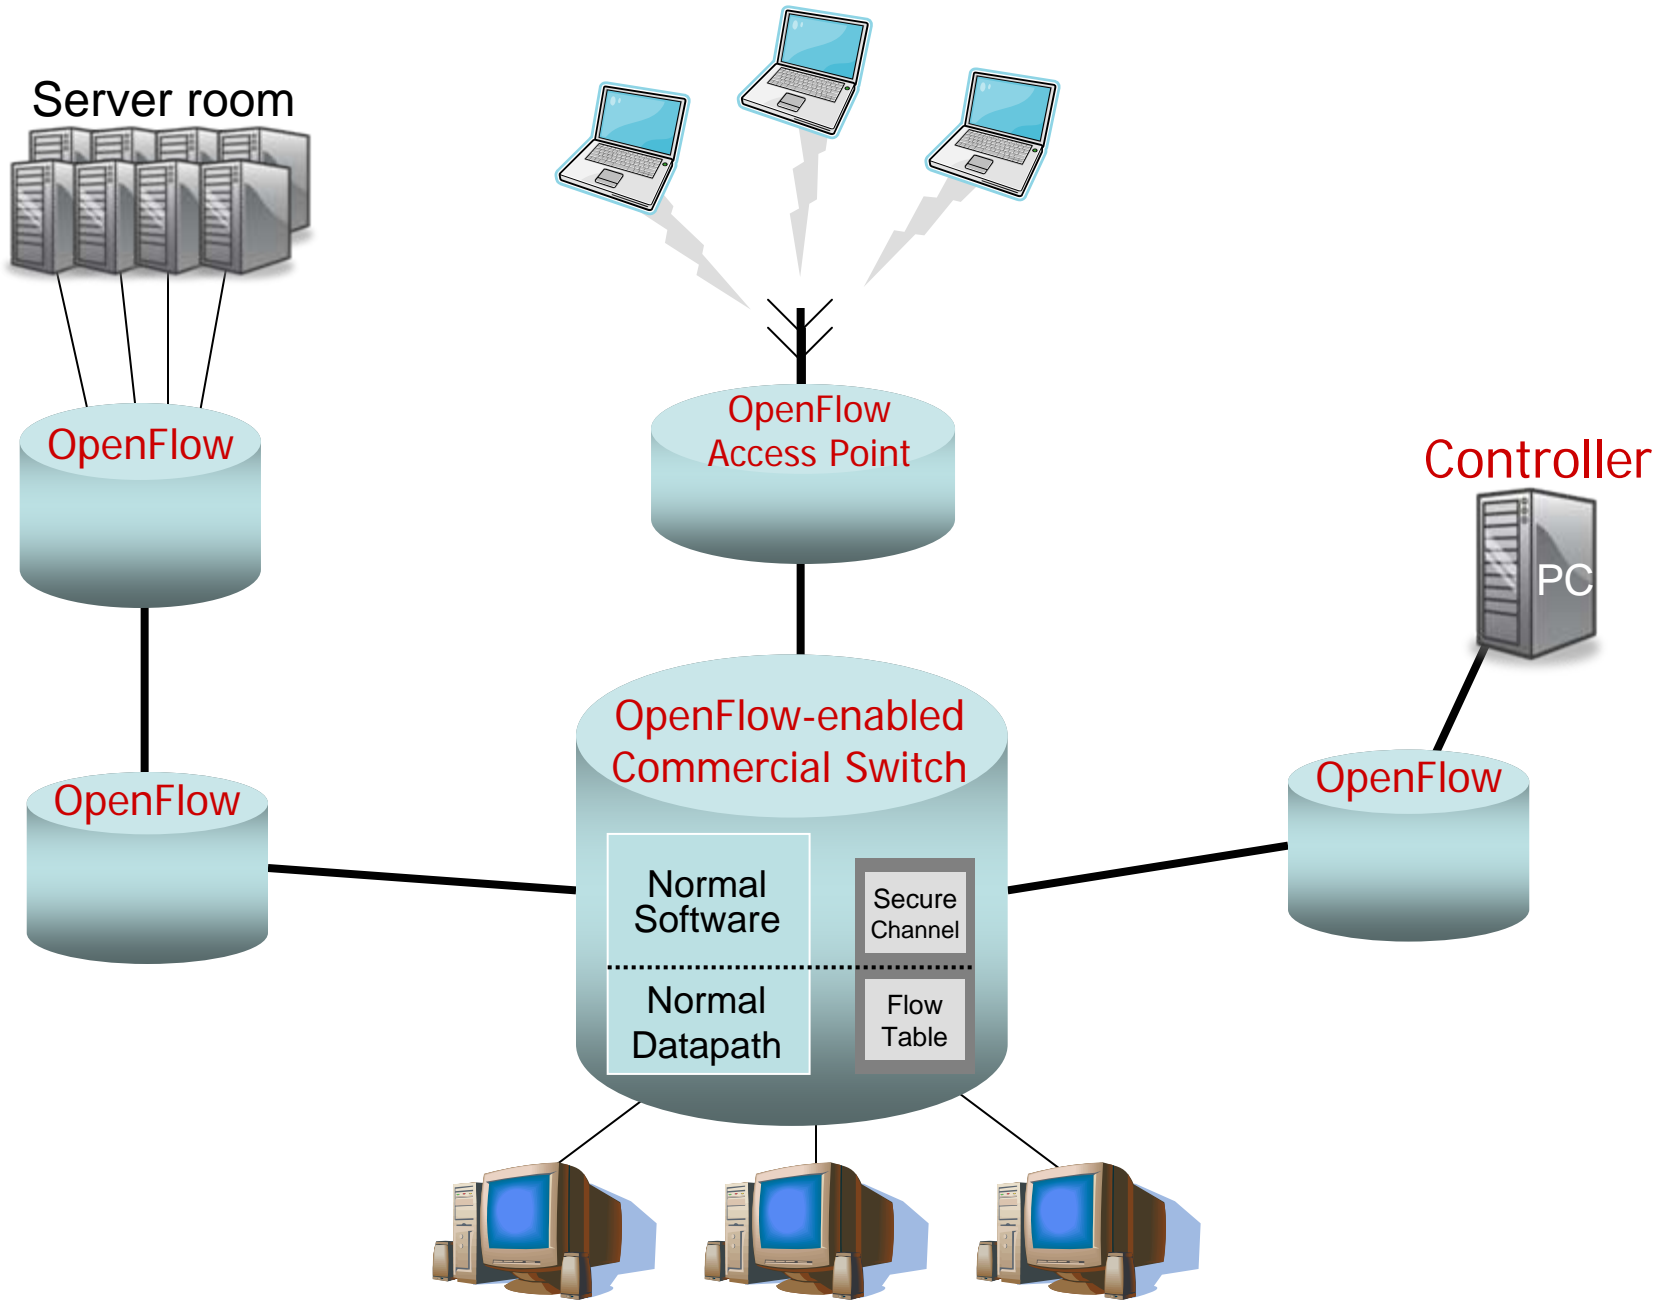 Server room
OpenFlow
OpenFlow
Access Point
Controller
PC
OpenFlow-enabled
Commercial Switch
OpenFlow
OpenFlow
Normal
Software
Secure
Channel
Normal
Datapath
Flow
Table